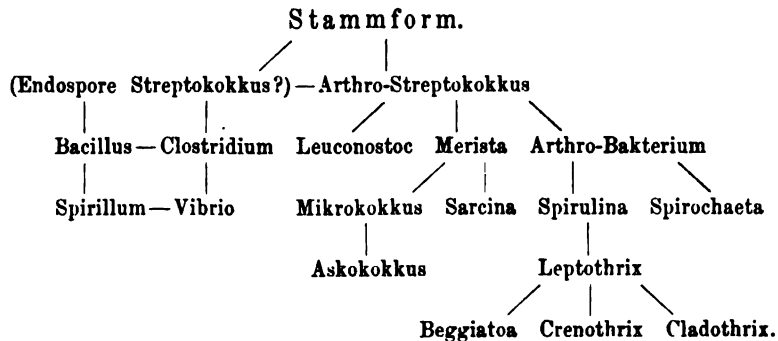 Stammform.
(Endospore Streptokokkus?) — Arthro-Streptokokkus
Bacillus — Clostridium Leuconostoc Merista Arthro-Bakterium
Spirillum — Vibrio Mikrokokkus Sarcina Spirulina Spirochaeta
Askokokkus Leptothrix
Beggiatoa Crenothrix Cladothrix.